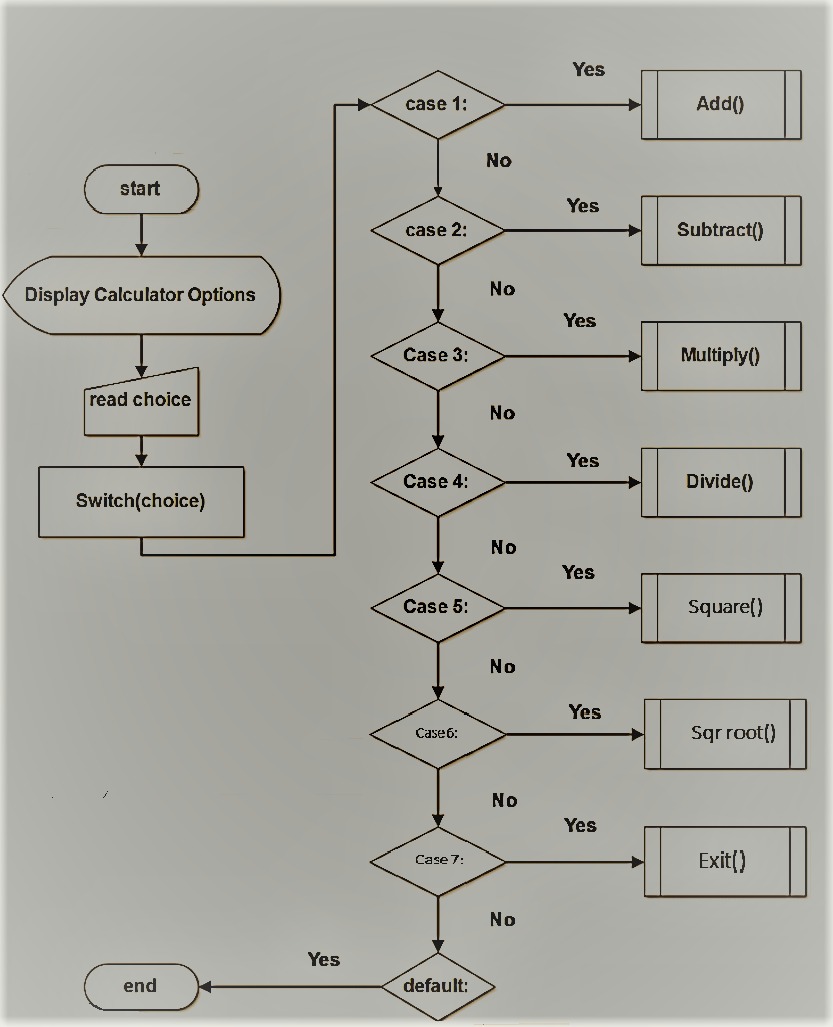 start
Display Calculator Options
read choice
Switch(choice)
case 1:
Yes
Add()
No
case 2:
Yes
Subtract()
No
Case 3:
Yes
Multiply()
No
Case 4:
Yes
Divide()
No
Case 5:
Yes
Square()
No
Case6:
Yes
Sqr root()
No
Case 7:
Yes
Exit()
No
default:
Yes
end